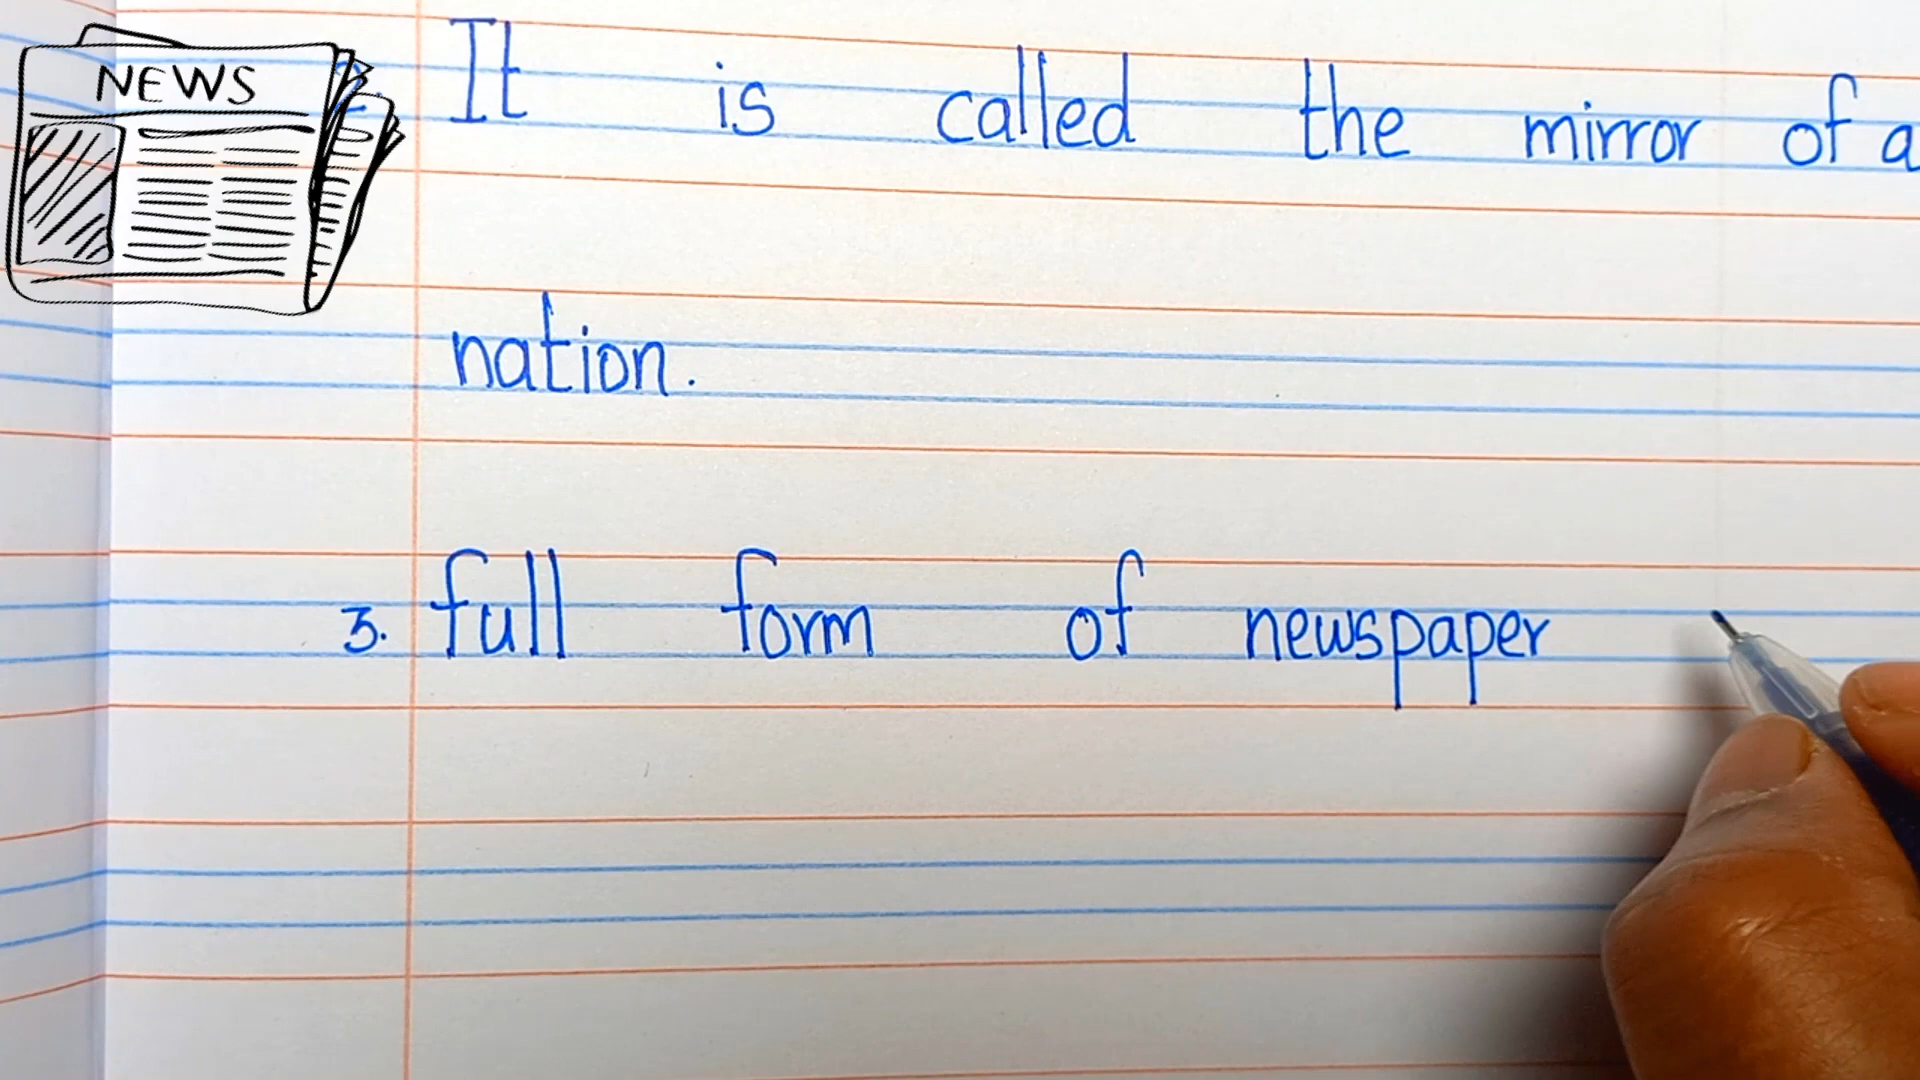 NEWS
It is called the mirror of a
nation.
3. full form of newspaper